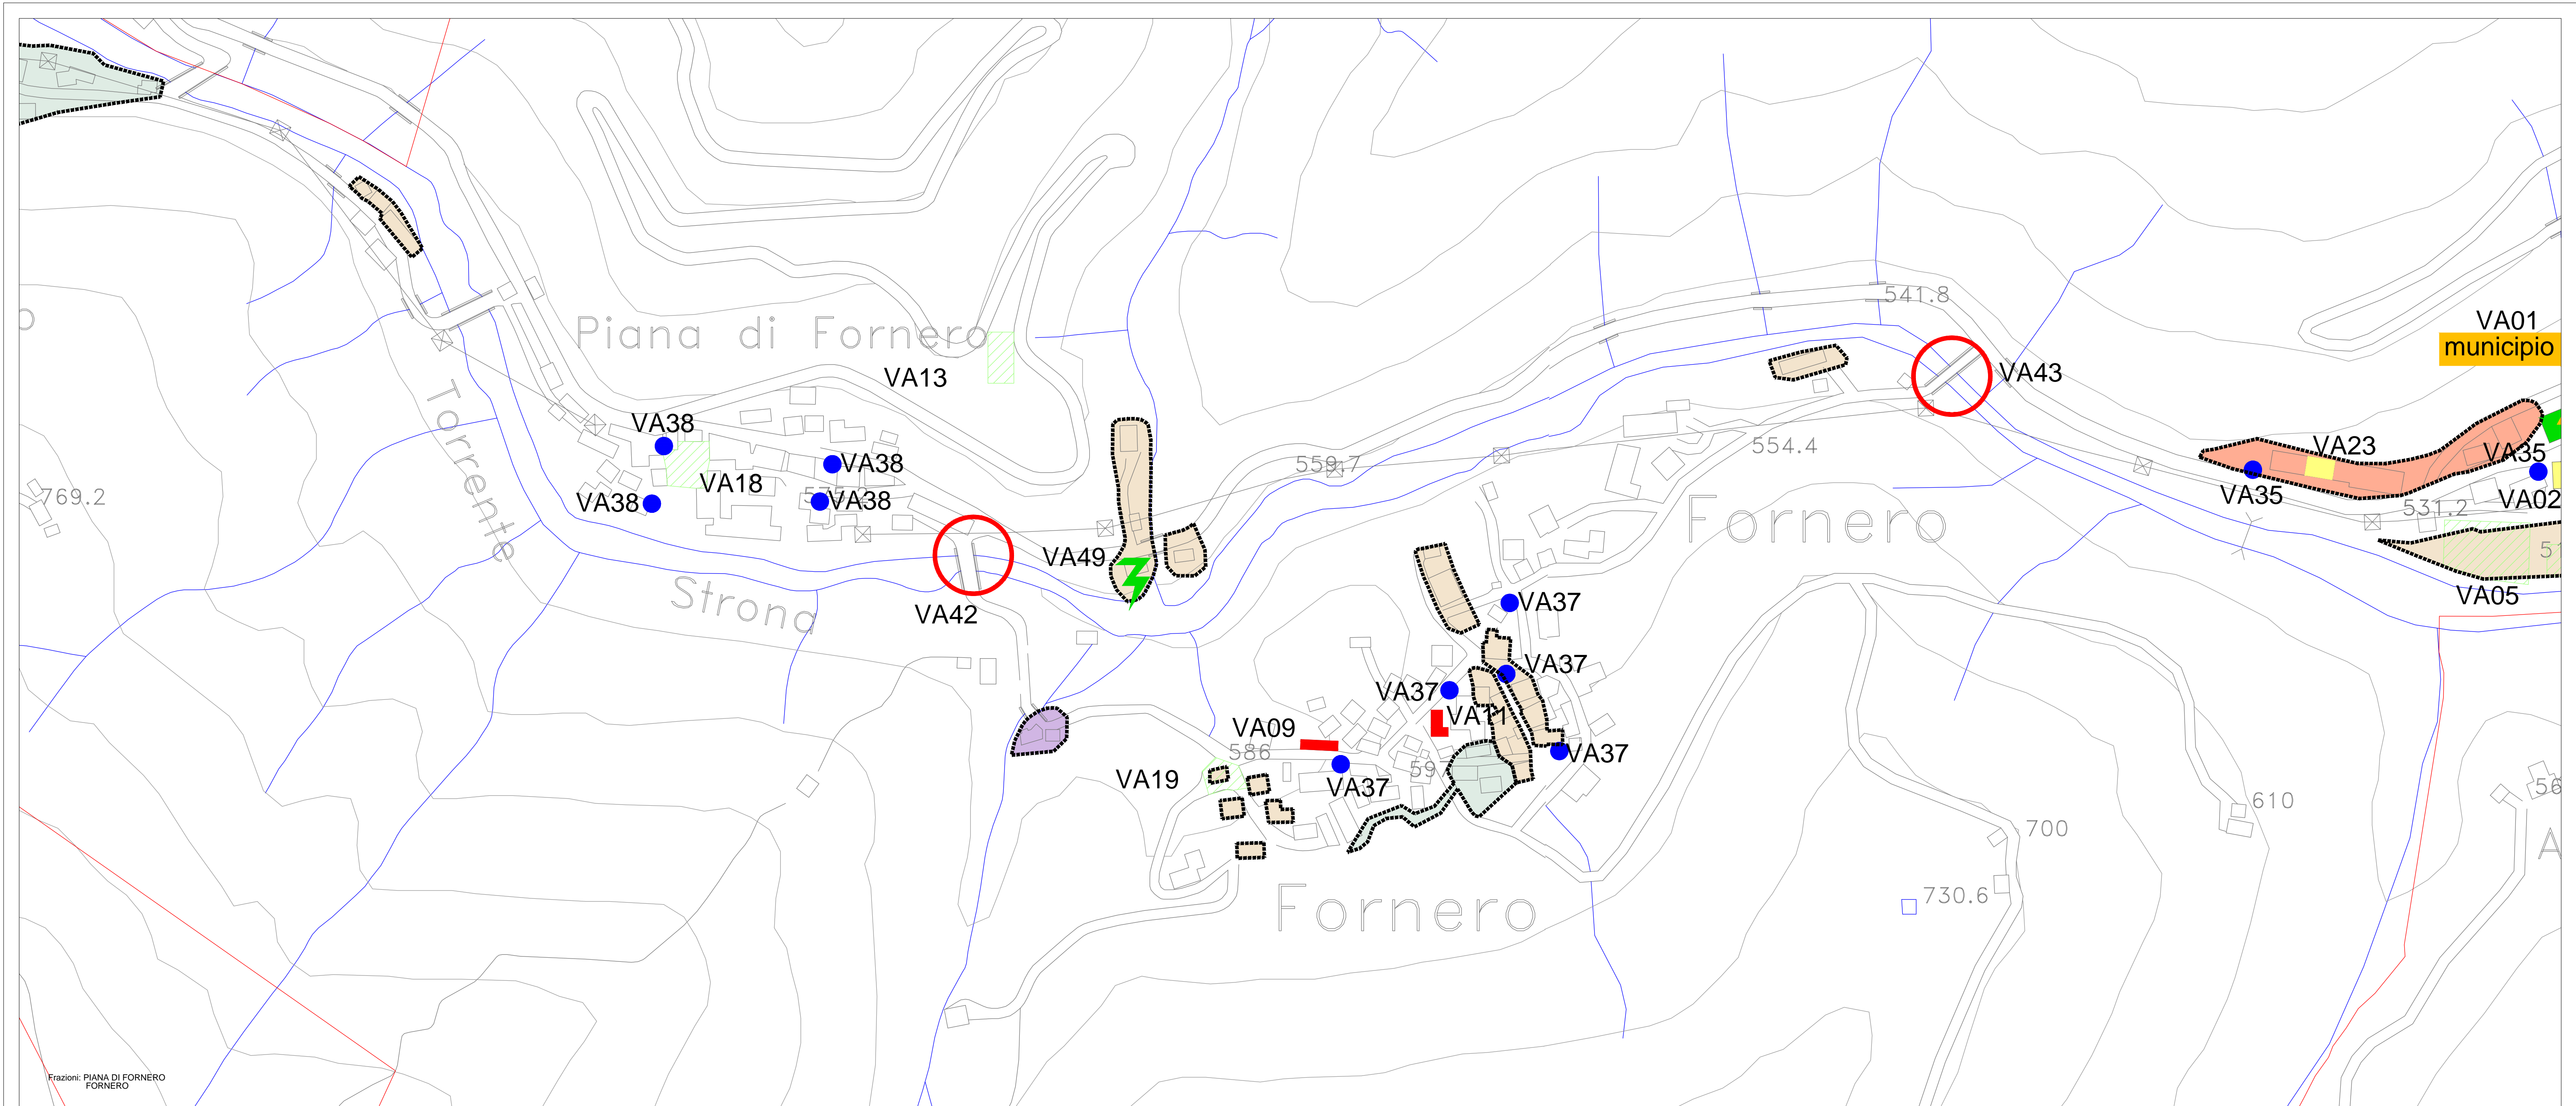 541.8
VA01
municipio
Piana di Fornero
VA13
VA43
VA38
VA23
VA35
VA38
559.7
554.4
VA18
769.2
VA38
VA38
VA35
VA02
531.2
Fornero
Torrente
VA49
Strona
VA42
VA37
VA05
VA37
VA37
VA11
VA09
586
VA19
VA37
59
VA37
610
700
730.6
Fornero
Frazioni: PIANA DI FORNERO
FORNERO